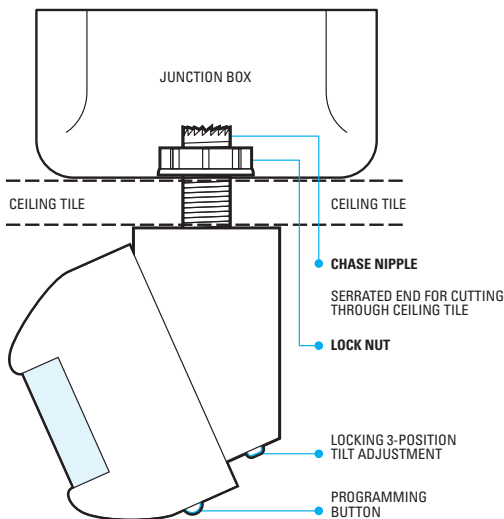 JUNCTION BOX
CEILING TILE
CEILING TILE
CHASE NIPPLE
SERRATED END FOR CUTTING
THROUGH CEILING TILE
LOCK NUT
LOCKING 3-POSITION
TILT ADJUSTMENT
PROGRAMMING
BUTTON